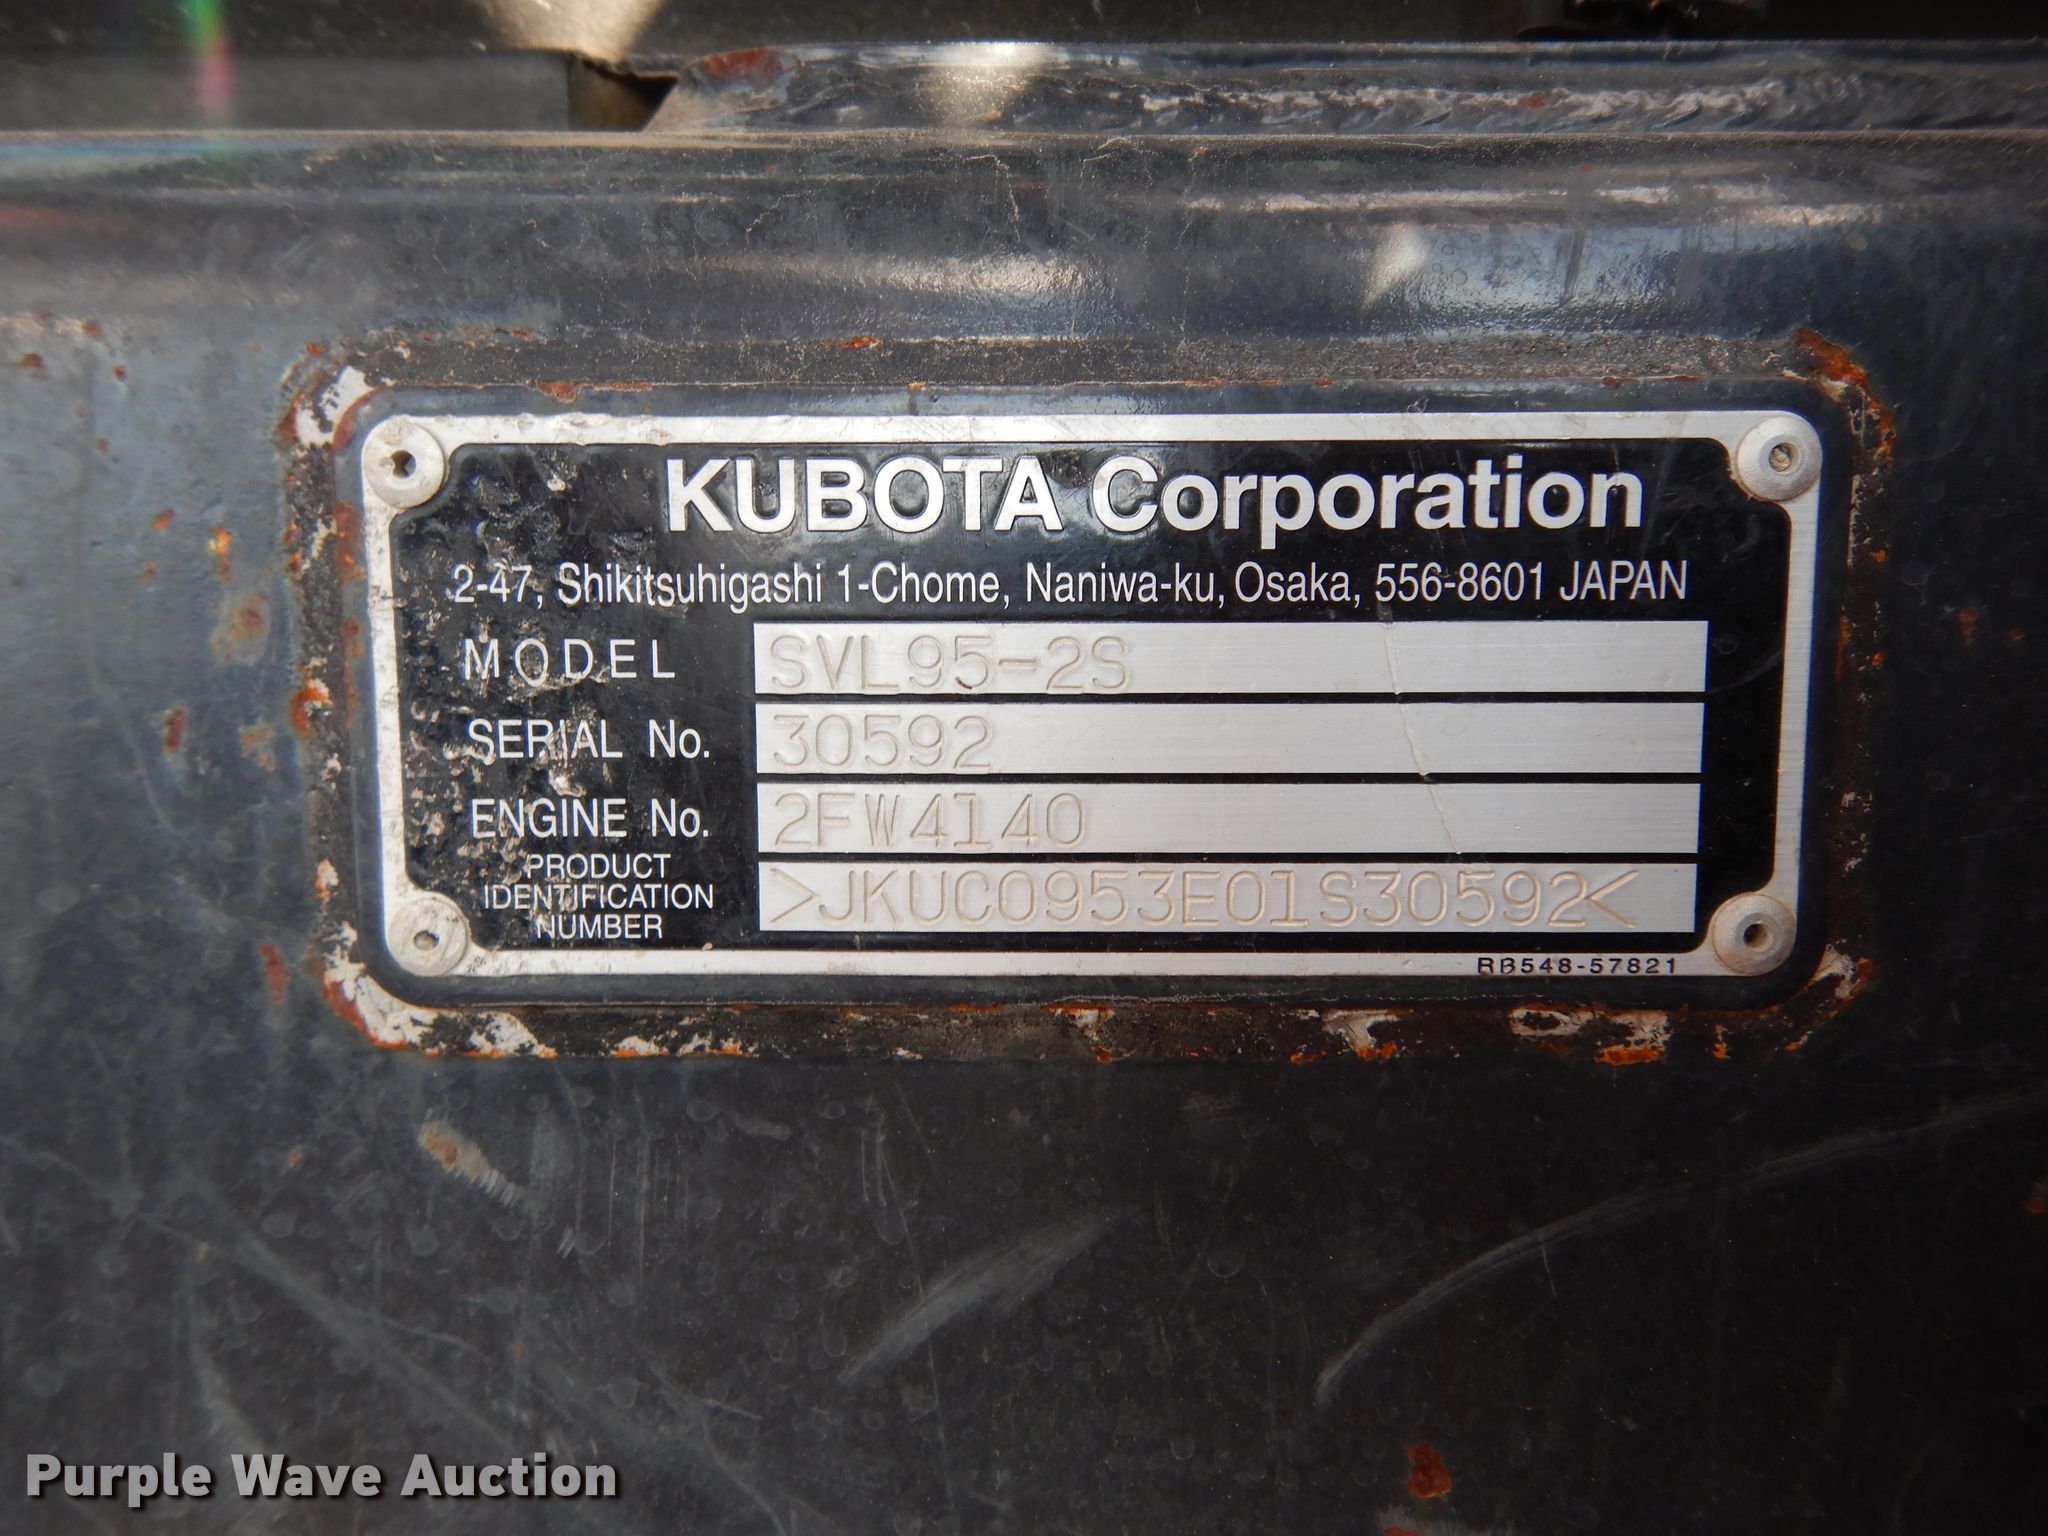 KUBOTA Corporation
2-47, Shikitsuhigashi 1-Chome, Naniwa-ku, Osaka, 556-8601 JAPAN
MODEL SVL95-2S
SERIAL No. 30592
ENGINE No. 2FW4140
PRODUCT
IDENTIFICATION
NUMBER
>JKUC0953E01S30592<
RB548-57821
Purple Wave Auction